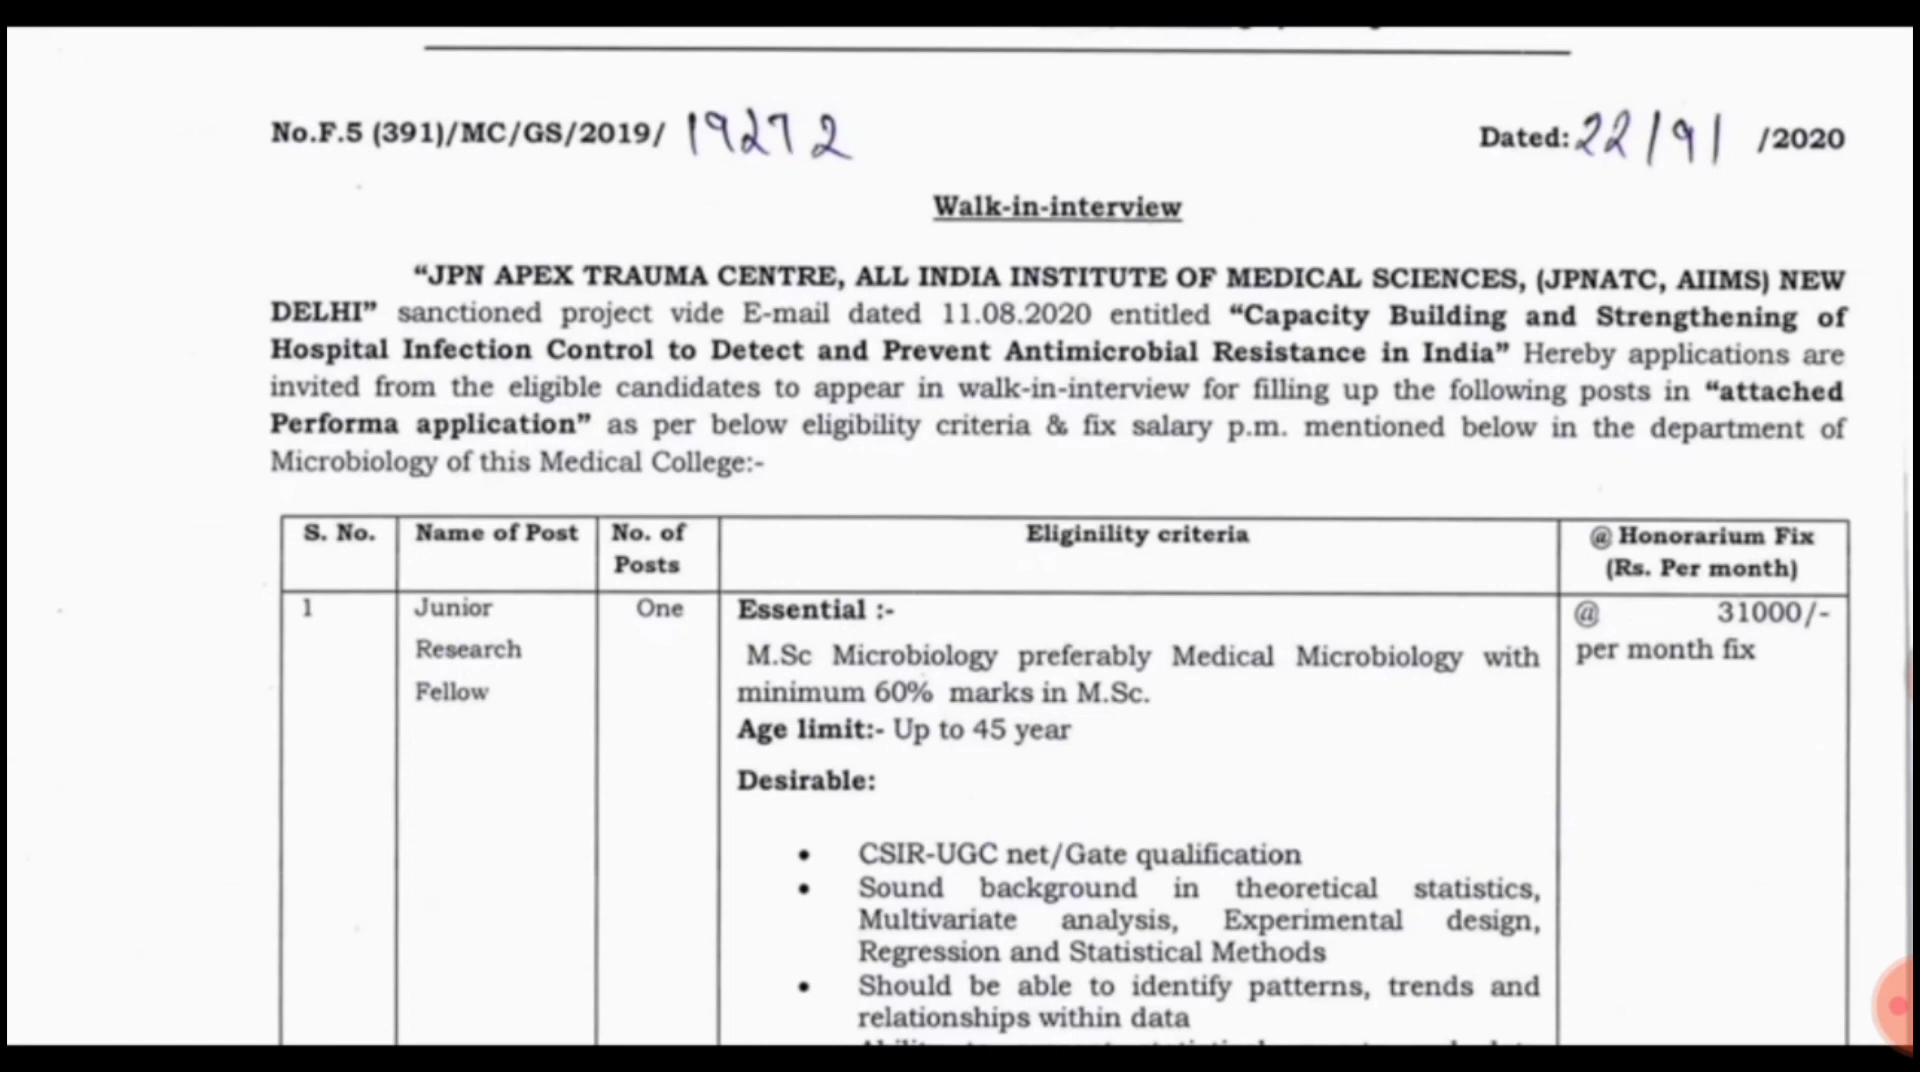 No.F.5 (391)/MC/GS/2019/ 19272 Dated: 22/9/ /2020
Walk-in-interview
“JPN APEX TRAUMA CENTRE, ALL INDIA INSTITUTE OF MEDICAL SCIENCES, (JPNATC, AIIMS) NEW
DELHI” sanctioned project vide E-mail dated 11.08.2020 entitled “Capacity Building and Strengthening of
Hospital Infection Control to Detect and Prevent Antimicrobial Resistance in India” Hereby applications are
invited from the eligible candidates to appear in walk-in-interview for filling up the following posts in “attached
Performa application” as per below eligibility criteria & fix salary p.m. mentioned below in the department of
Microbiology of this Medical College:-
S. No. Name of Post No. of Posts Eliginility criteria @ Honorarium Fix (Rs. Per month)
1 Junior Research Fellow One Essential :- @ 31000/- per month fix
M.Sc Microbiology preferably Medical Microbiology with
minimum 60% marks in M.Sc.
Age limit:- Up to 45 year
Desirable:
• CSIR-UGC net/Gate qualification
• Sound background in theoretical statistics,
Multivariate analysis, Experimental design,
Regression and Statistical Methods
• Should be able to identify patterns, trends and
relationships within data